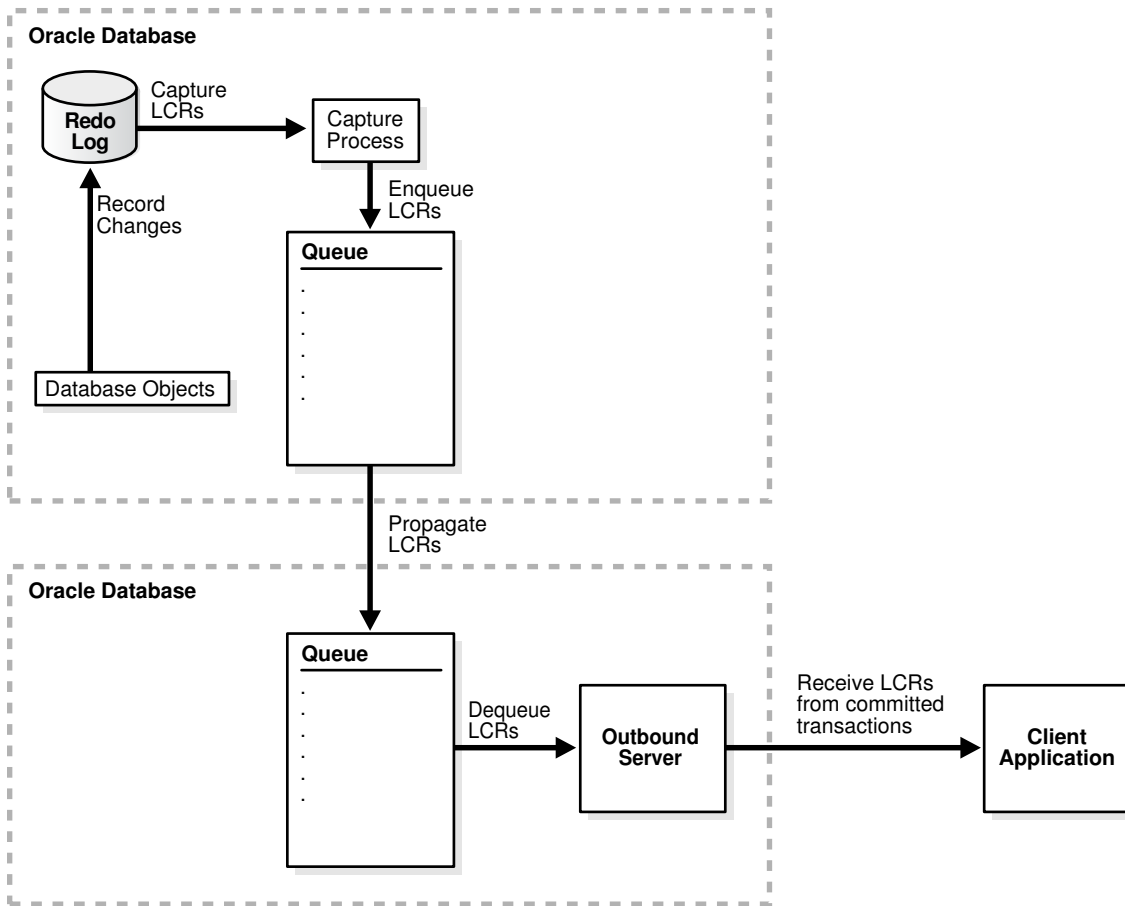 Oracle Database
Capture
LCRs
Redo
Log
Capture
Process
Record
Changes
Enqueue
LCRs
Queue
.
.
.
.
.
.
Database Objects
Propagate
LCRs
Oracle Database
Queue
.
.
.
.
.
.
Dequeue
LCRs
Outbound
Server
Receive LCRs
from committed
transactions
Client
Application